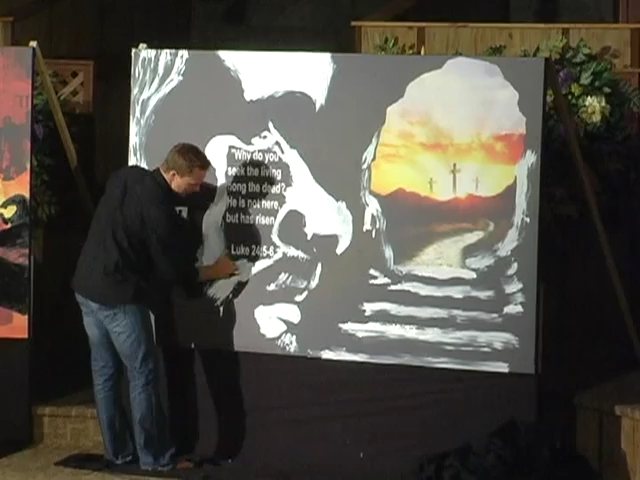 "Why do you
seek the living
mong the dead?
He is not here,
but has risen
Luke 24:5-6